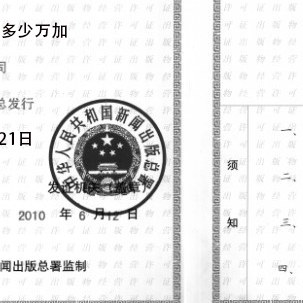 多少万加
司
总发行
21日
中华人民共和国新闻出版总署
发证机关（盖章）
2010 年 6 月 12 日
闻出版总署监制
须
知
一、
二、
三、
四、